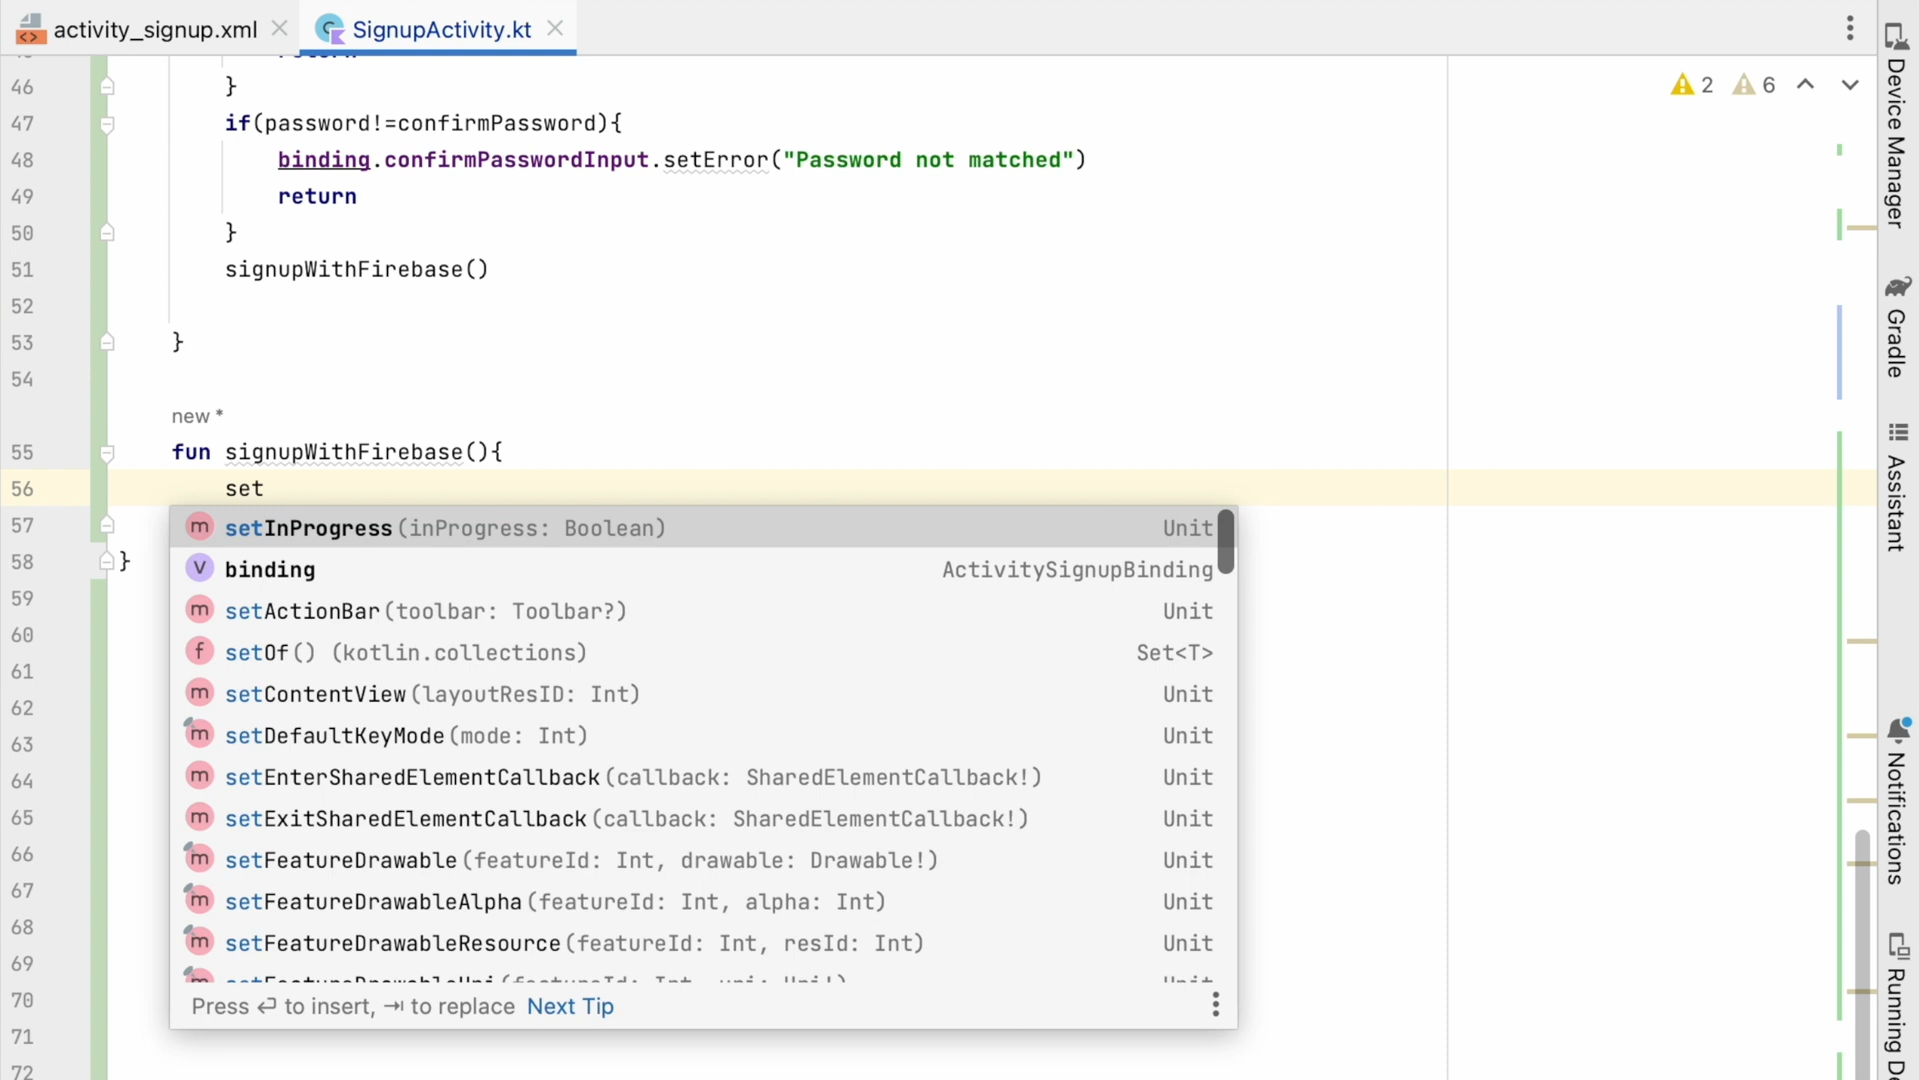 activity_signup.xml
SignupActivity.kt
46 }
2 6
47 if(password!=confirmPassword){
48 binding.confirmPasswordInput.setError("Password not matched")
49 return
50 }
51 signupWithFirebase()
52
53 }
54
new *
55 fun signupWithFirebase(){
56 set
57
58 }
59
60
61
62
63
64
65
66
67
68
69
70
71
72
m setInProgress(inProgress: Boolean) Unit
V binding ActivitySignupBinding
m setActionBar(toolbar: Toolbar?) Unit
f setOf() (kotlin.collections) Set<T>
m setContentView(layoutResID: Int) Unit
m setDefaultKeyMode(mode: Int) Unit
m setEnterSharedElementCallback(callback: SharedElementCallback!) Unit
m setExitSharedElementCallback(callback: SharedElementCallback!) Unit
m setFeatureDrawable(featureId: Int, drawable: Drawable!) Unit
m setFeatureDrawableAlpha(featureId: Int, alpha: Int) Unit
m setFeatureDrawableResource(featureId: Int, resId: Int) Unit
Press ⏎ to insert, ⇥ to replace Next Tip
Device Manager
Gradle
Assistant
Notifications
Running De